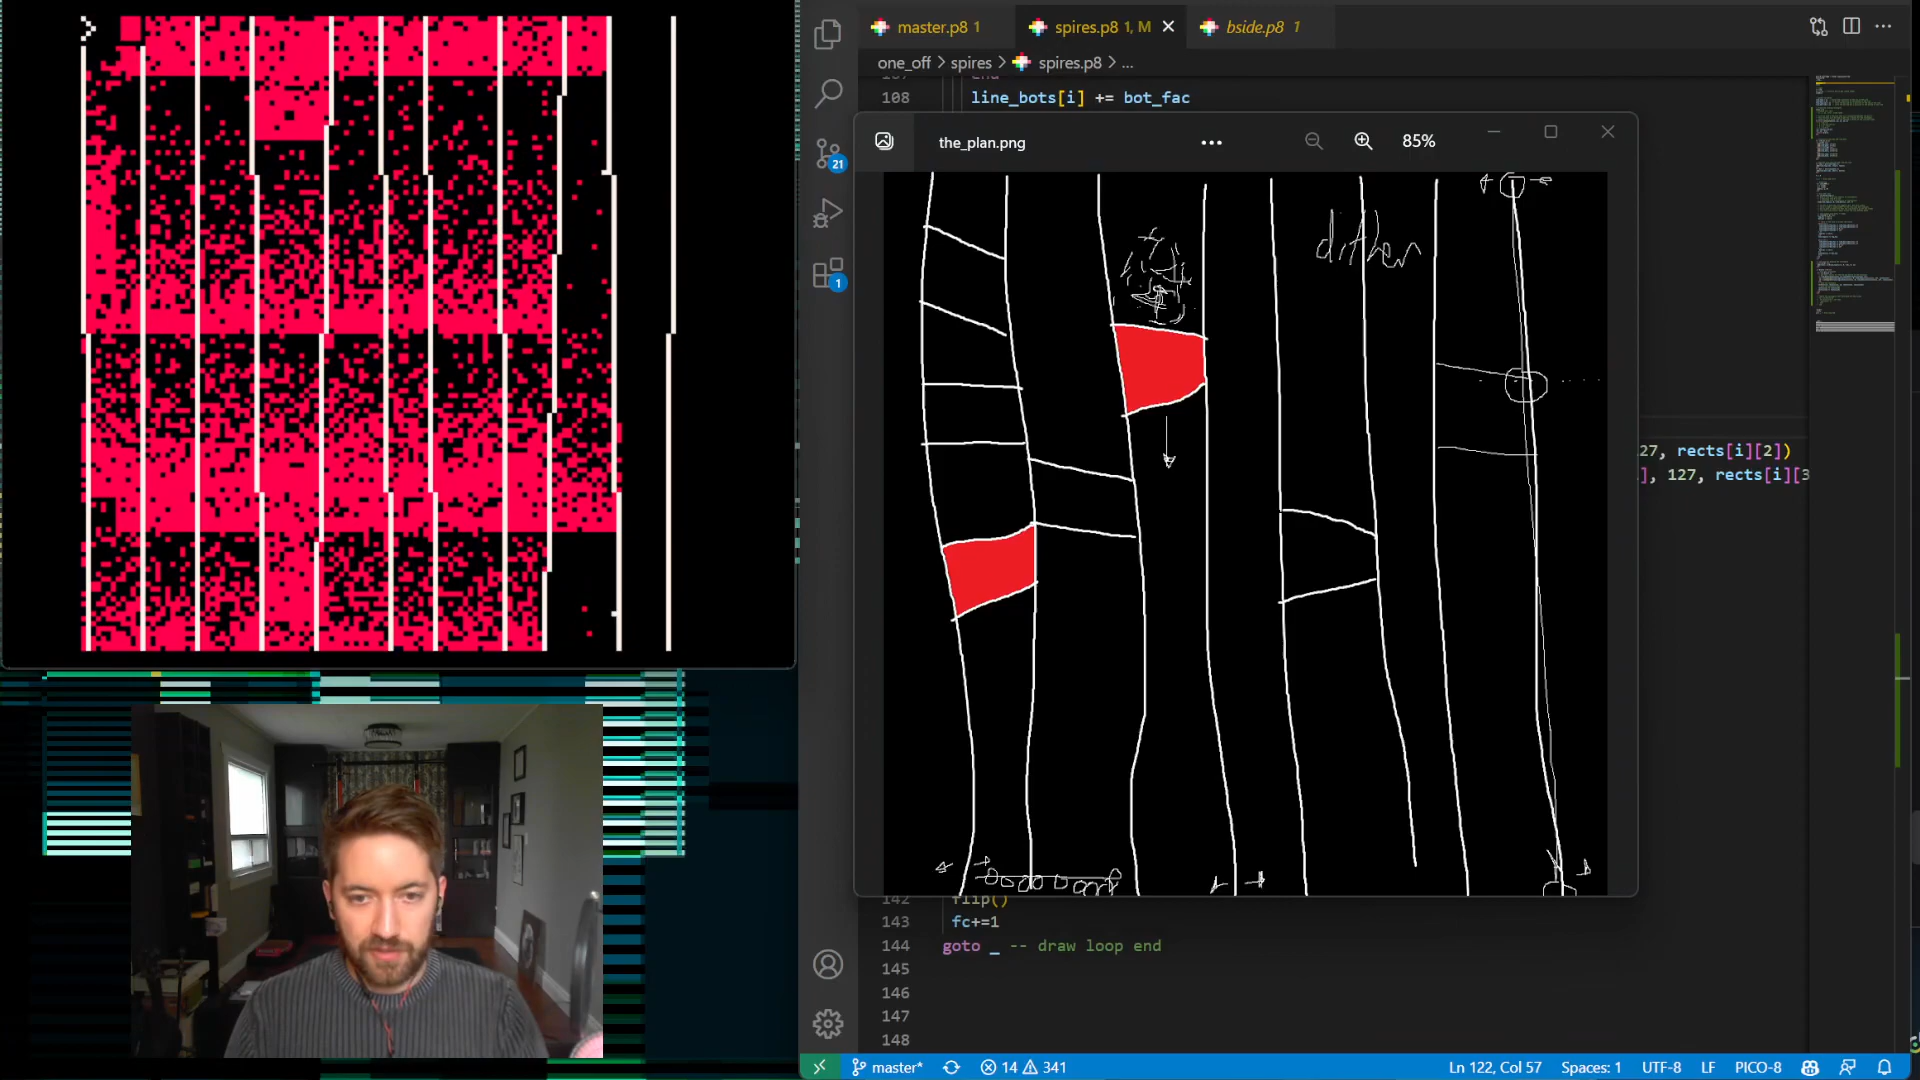 master.p8 1
spires.p8 1, M
bside.p8 1
one_off > spires > spires.p8 > ...
108 line_bots[i] += bot_fac
the_plan.png
85%
dither
21
1
27, rects[i][2])
], 127, rects[i][3
142 flip()
143 fc+=1
144 goto _ -- draw loop end
145
146
147
148
master*
14 341
Ln 122, Col 57
Spaces: 1
UTF-8
LF
PICO-8